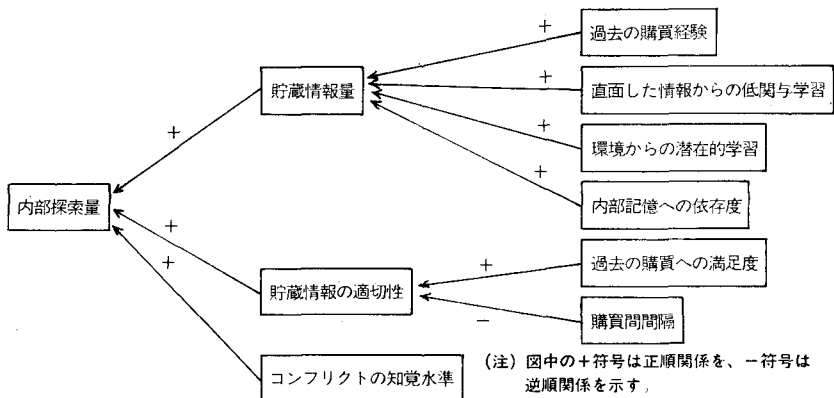 過去の購買経験
貯蔵情報量
直面した情報からの低関与学習
環境からの潜在的学習
内部記憶への依存度
内部探索量
過去の購買への満足度
貯蔵情報の適切性
購買間間隔
コンフリクトの知覚水準
(注) 図中の+符号は正順関係を、-符号は
逆順関係を示す。
+
+
+
+
+
+
+
+
-